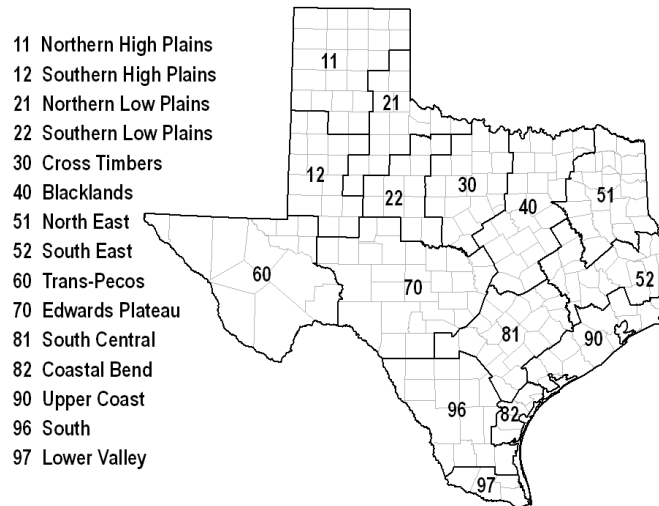 11 Northern High Plains
12 Southern High Plains
21 Northern Low Plains
22 Southern Low Plains
30 Cross Timbers
40 Blacklands
51 North East
52 South East
60 Trans-Pecos
70 Edwards Plateau
81 South Central
82 Coastal Bend
90 Upper Coast
96 South
97 Lower Valley
11
21
12
22
30
40
51
60
70
52
81
90
96
82
97